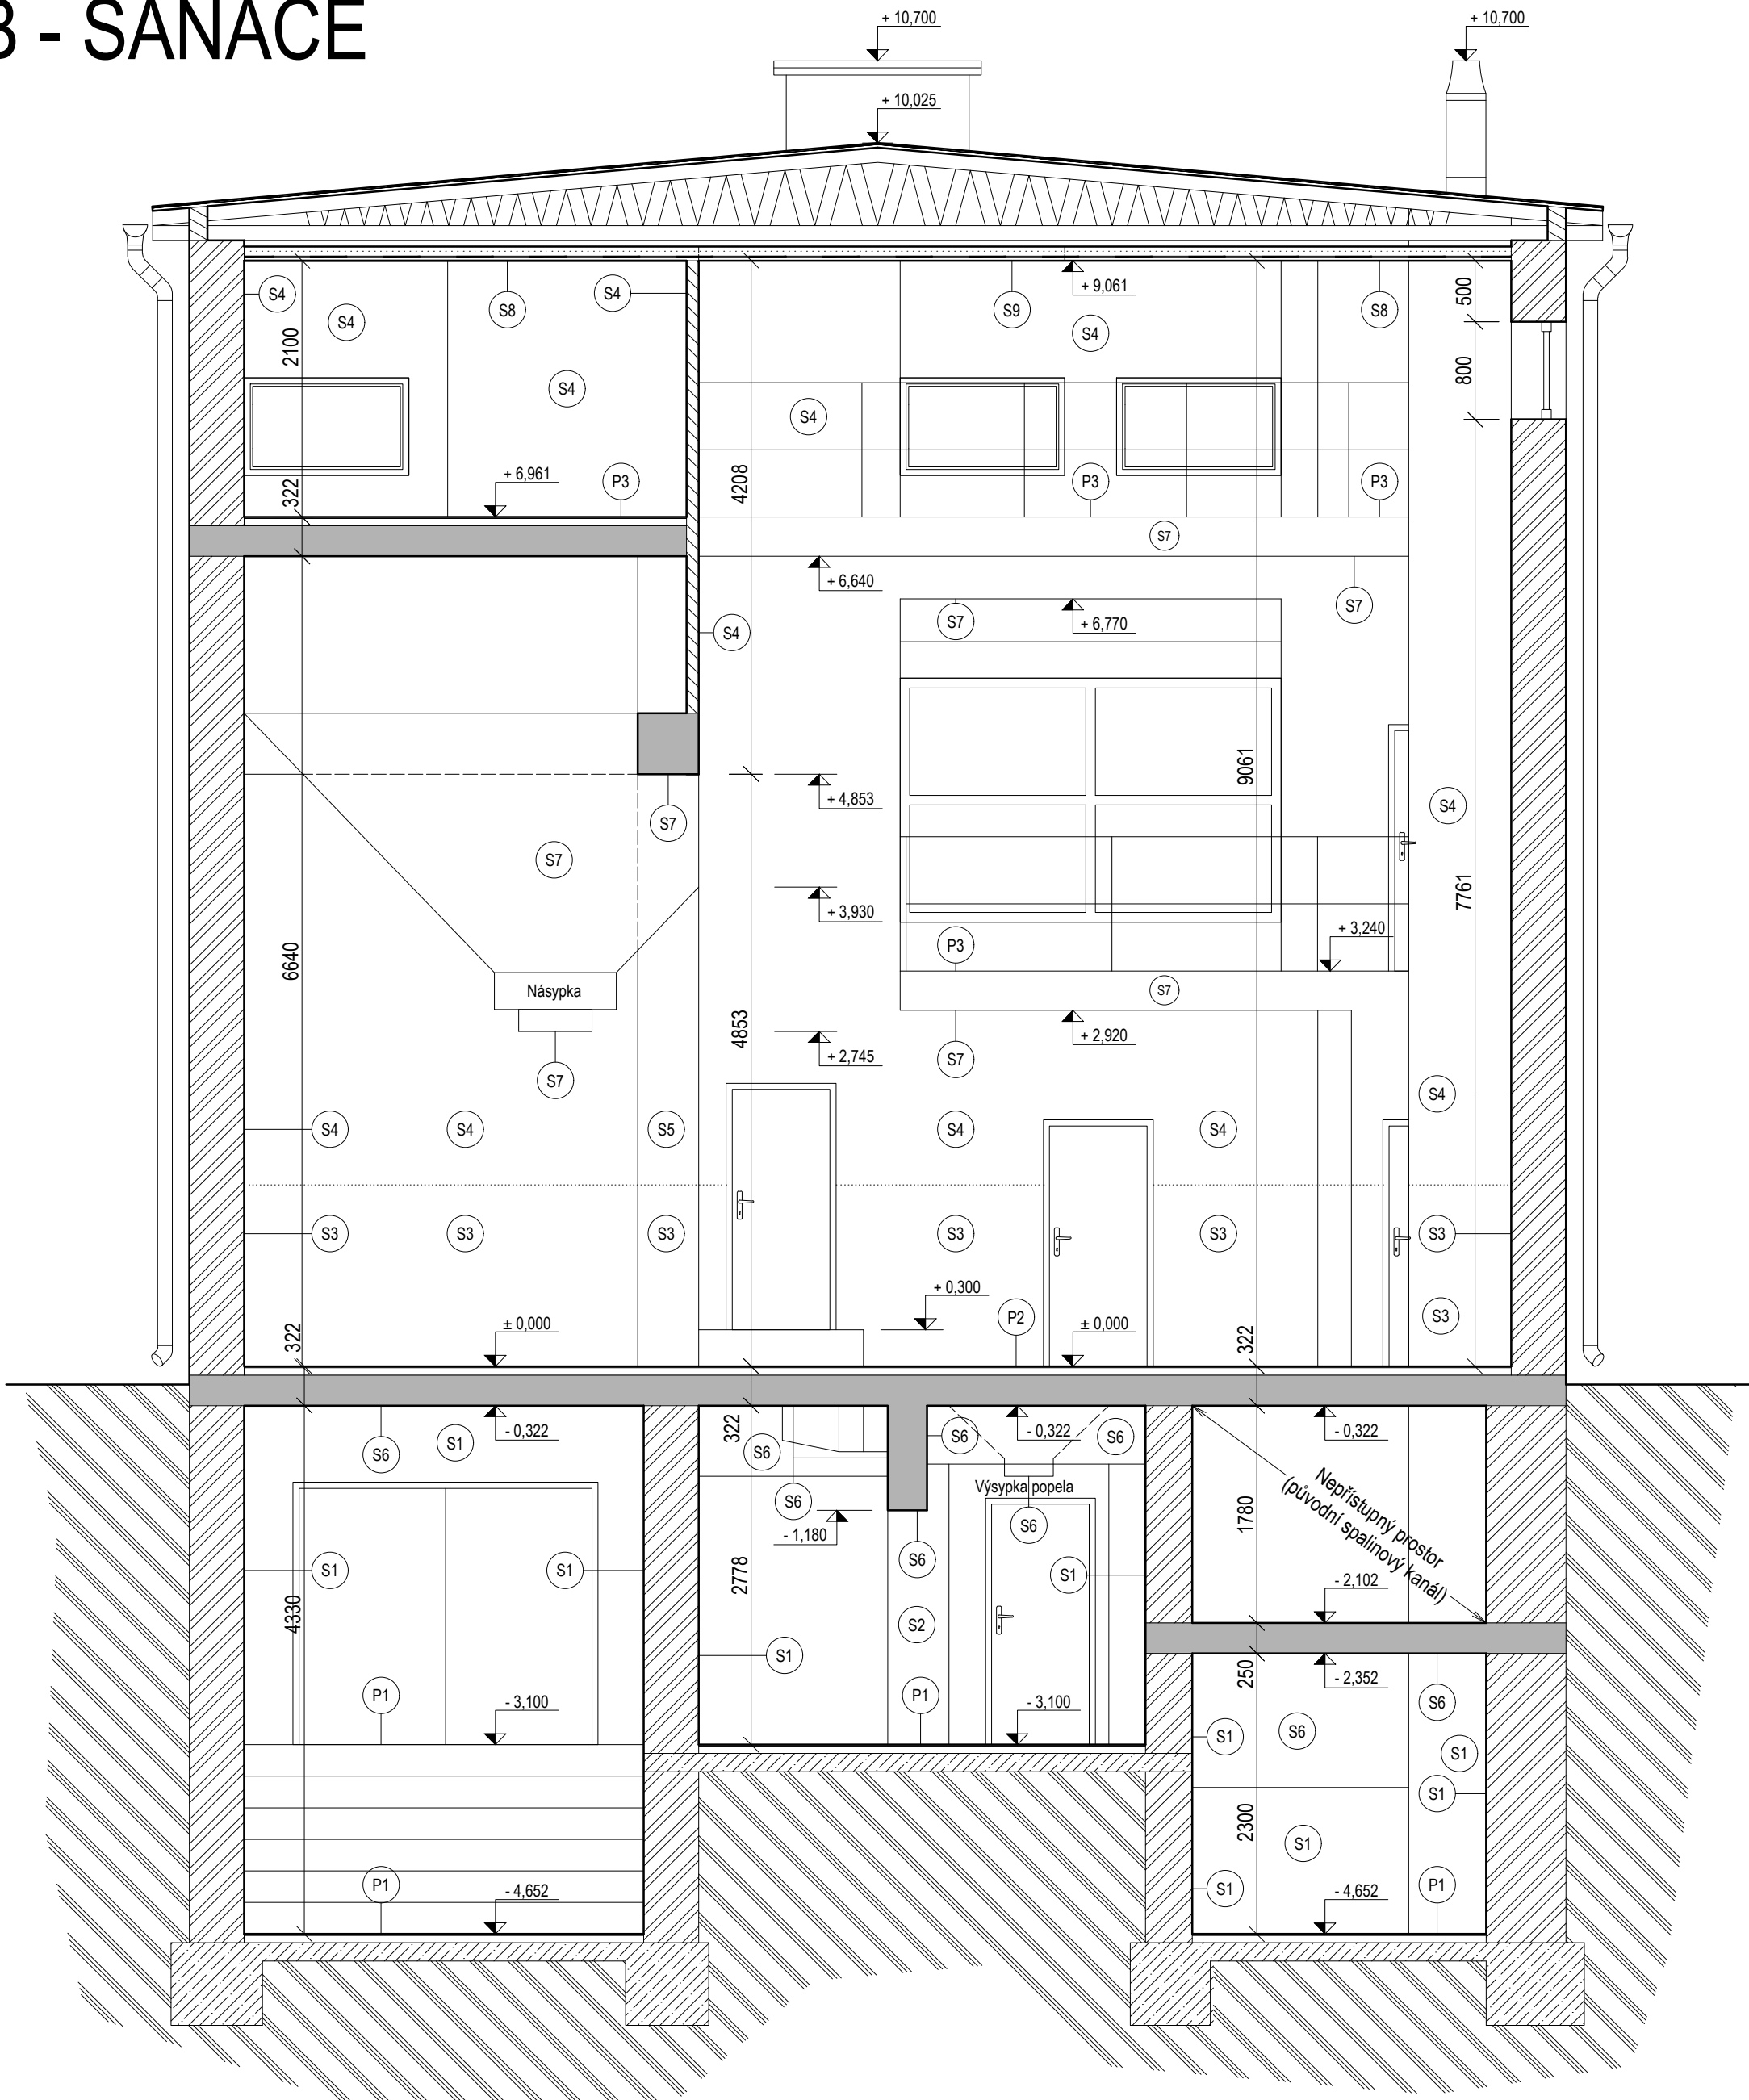 3 - SANACE
+ 10,700
+ 10,700
+ 10,025
S4
S4
S8
S4
S4
2100
+ 9,061
S9
S4
S8
500
800
S4
+ 6,961
P3
322
4208
P3
P3
S7
+ 6,640
S7
+ 6,770
S7
S4
9061
S4
+ 4,853
S7
S7
7761
+ 3,930
+ 3,240
P3
6640
Násypka
S7
4853
+ 2,920
+ 2,745
S7
S7
S4
S4
S4
S5
S4
S4
S3
S3
S3
S3
S3
S3
+ 0,300
P2
S3
322
± 0,000
± 0,000
322
- 0,322
S1
S6
322
S6
S6
- 0,322
S6
- 0,322
Výsypka popela
S6
- 1,180
S6
S6
Nepřístupný prostor
(původní spalinový kanál)
1780
S1
S1
4330
2778
S1
- 2,102
S2
S1
250
- 2,352
P1
- 3,100
P1
- 3,100
S6
S1
S6
S1
S1
2300
S1
P1
- 4,652
S1
- 4,652
P1